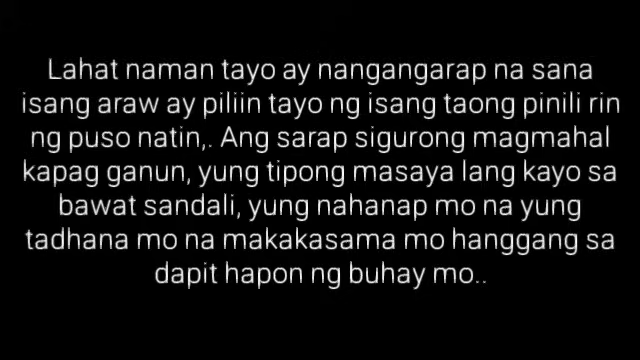 Lahat naman tayo ay nangangarap na sana
isang araw ay piliin tayo ng isang taong pinili rin
ng puso natin,. Ang sarap sigurong magmahal
kapag ganun, yung tipong masaya lang kayo sa
bawat sandali, yung nahanap mo na yung
tadhana mo na makakasama mo hanggang sa
dapit hapon ng buhay mo..